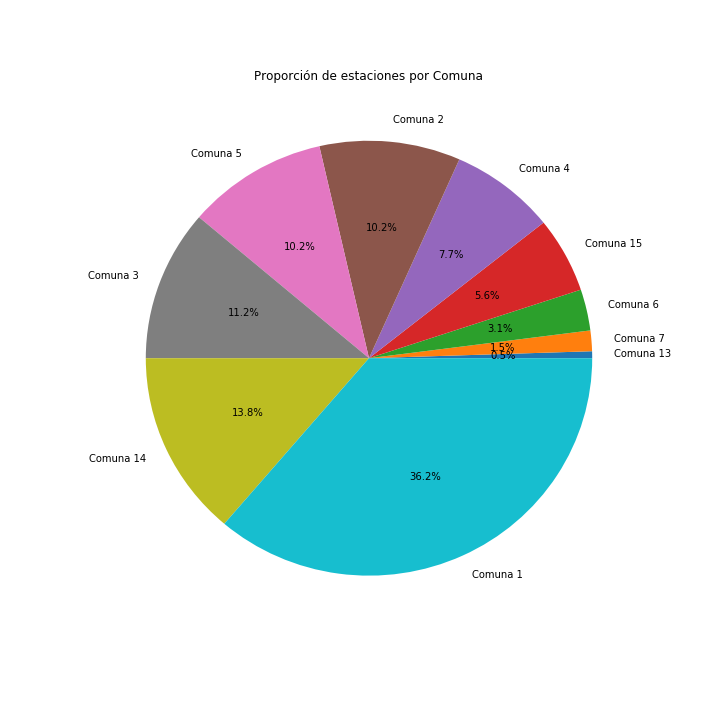 Proporción de estaciones por Comuna
Comuna 2
Comuna 5
Comuna 4
10.2%
Comuna 15
10.2%
7.7%
Comuna 3
5.6%
Comuna 6
11.2%
3.1%
Comuna 7
1.5%
Comuna 13
0.5%
13.8%
Comuna 14
36.2%
Comuna 1